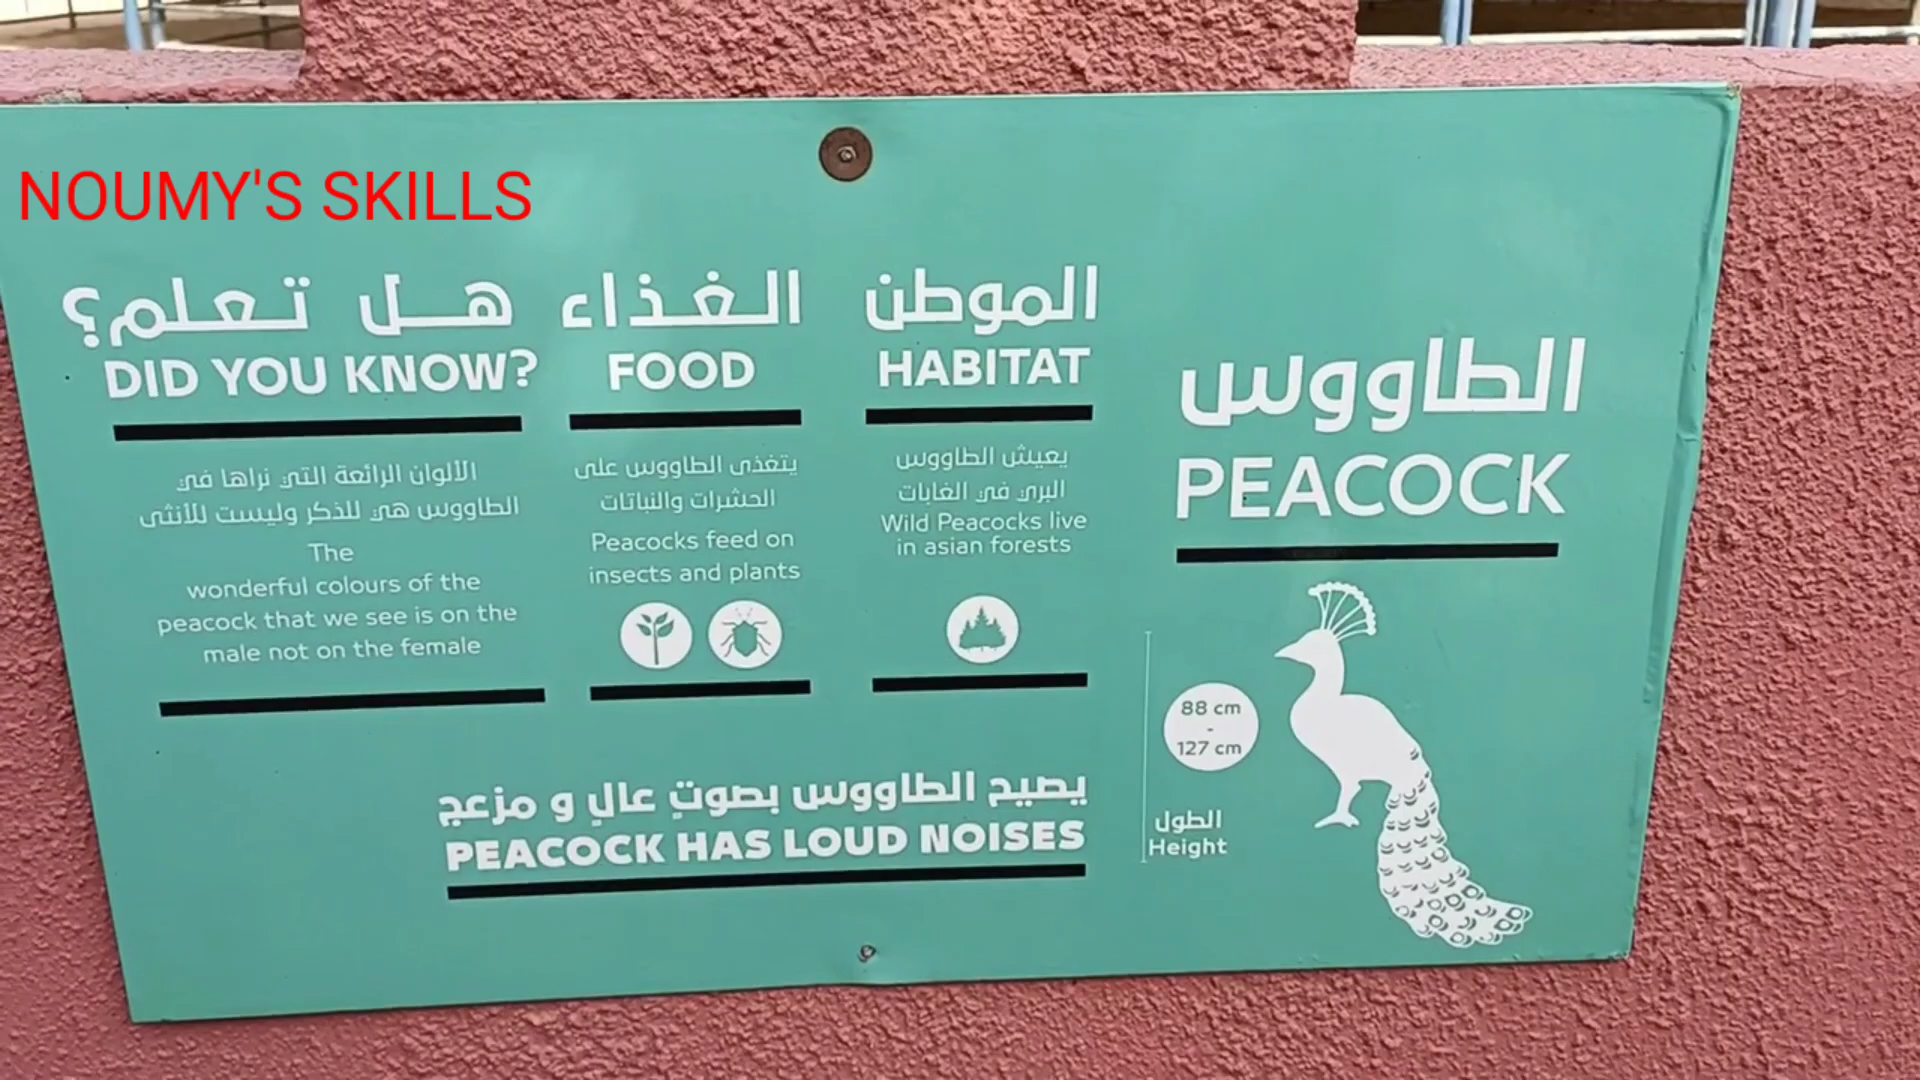 NOUMY'S SKILLS
الطاووس
PEACOCK
88 cm
-
127 cm
الطول
Height
الموطن
HABITAT
يعيش الطاووس
البري في الغابات
Wild Peacocks live
in asian forests
الغذاء
FOOD
يتغذى الطاووس على
الحشرات والنباتات
Peacocks feed on
insects and plants
هل تعلم؟
DID YOU KNOW?
الألوان الرائعة التي نراها في
الطاووس هي للذكر وليست للأنثى
The
wonderful colours of the
peacock that we see is on the
male not on the female
يصيح الطاووس بصوتٍ عالٍ و مزعج
PEACOCK HAS LOUD NOISES